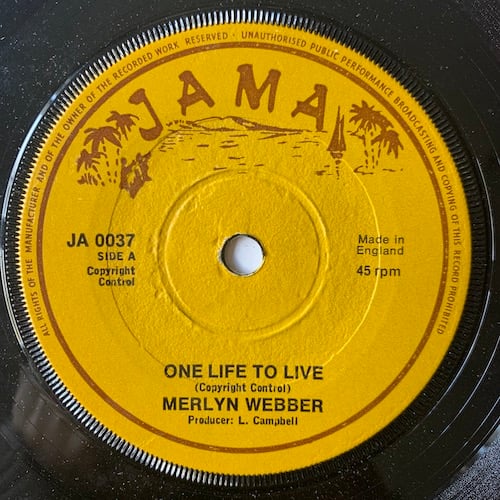 ALL RIGHTS OF THE MANUFACTURER AND OF THE OWNER OF THE RECORDED WORK RESERVED · UNAUTHORISED PUBLIC PERFORMANCE BROADCASTING AND COPYING OF THIS RECORD PROHIBITED
JAMA
JA 0037
SIDE A
Copyright
Control
Made in
England
45 rpm
ONE LIFE TO LIVE
(Copyright Control)
MERLYN WEBBER
Producer: L. Campbell